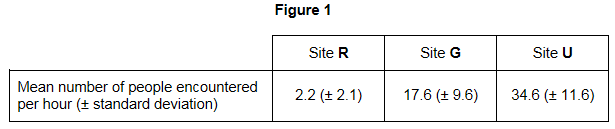 Figure 1
Site R Site G Site U
Mean number of people encountered
per hour (± standard deviation)
2.2 (± 2.1) 17.6 (± 9.6) 34.6 (± 11.6)